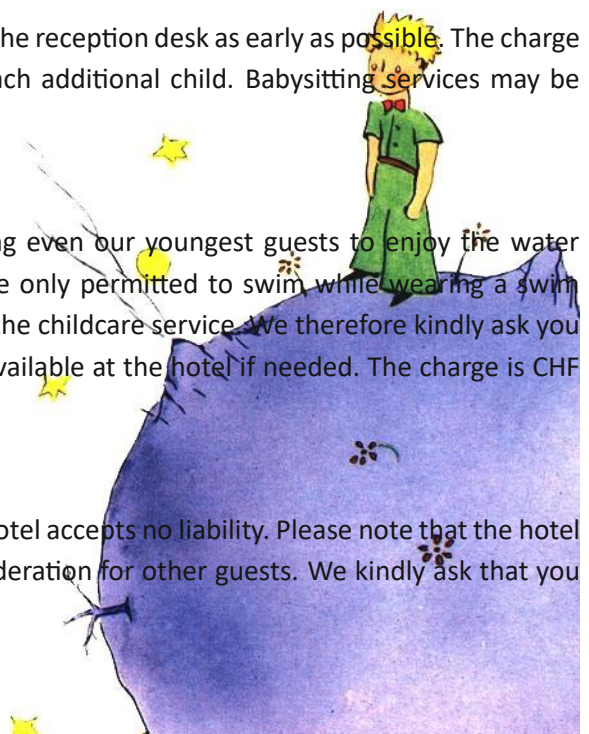 he reception desk as early as possible. The charge
ch additional child. Babysitting services may be
g even our youngest guests to enjoy the water
e only permitted to swim while wearing a swim
the childcare service. We therefore kindly ask you
vailable at the hotel if needed. The charge is CHF
otel accepts no liability. Please note that the hotel
deration for other guests. We kindly ask that you